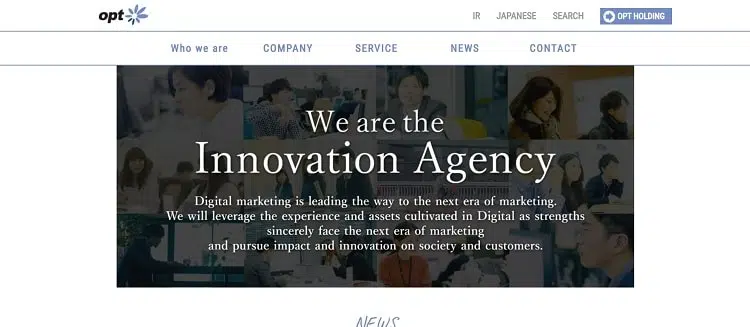 opt
IR JAPANESE SEARCH OPT HOLDING
Who we are COMPANY SERVICE NEWS CONTACT
We are the
Innovation Agency
Digital marketing is leading the way to the next era of marketing.
We will leverage the experience and assets cultivated in Digital as strengths
sincerely face the next era of marketing
and pursue impact and innovation on society and customers.
NEWS